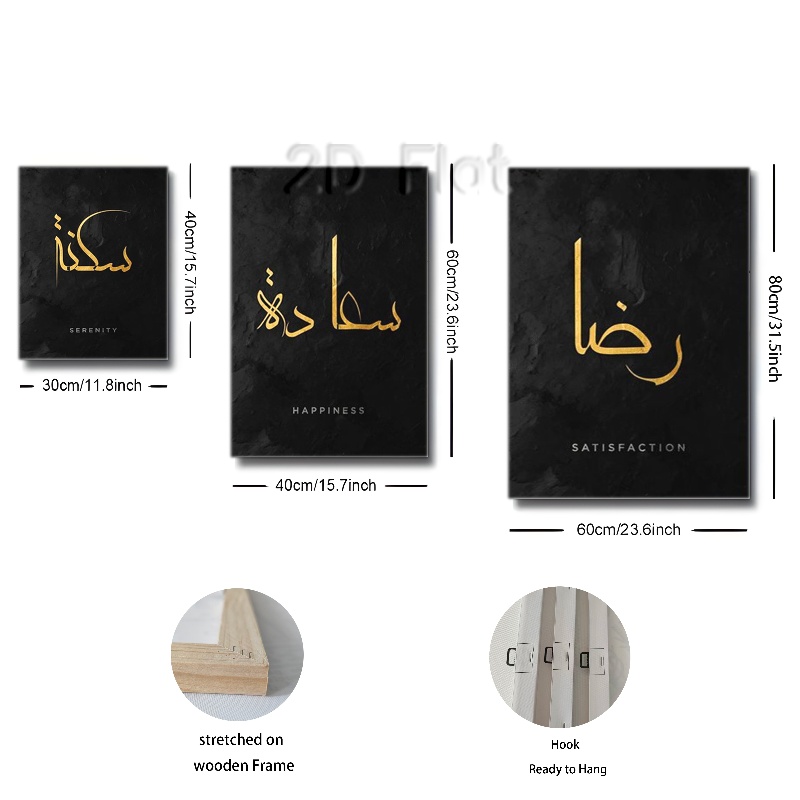 2D Flat
سكنة
SERENITY
40cm/15.7inch
30cm/11.8inch
سعادة
HAPPINESS
60cm/23.6inch
40cm/15.7inch
رضا
SATISFACTION
80cm/31.5inch
60cm/23.6inch
stretched on
wooden Frame
Hook
Ready to Hang